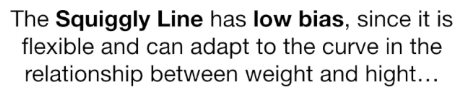 The Squiggly Line has low bias, since it is
flexible and can adapt to the curve in the
relationship between weight and hight...